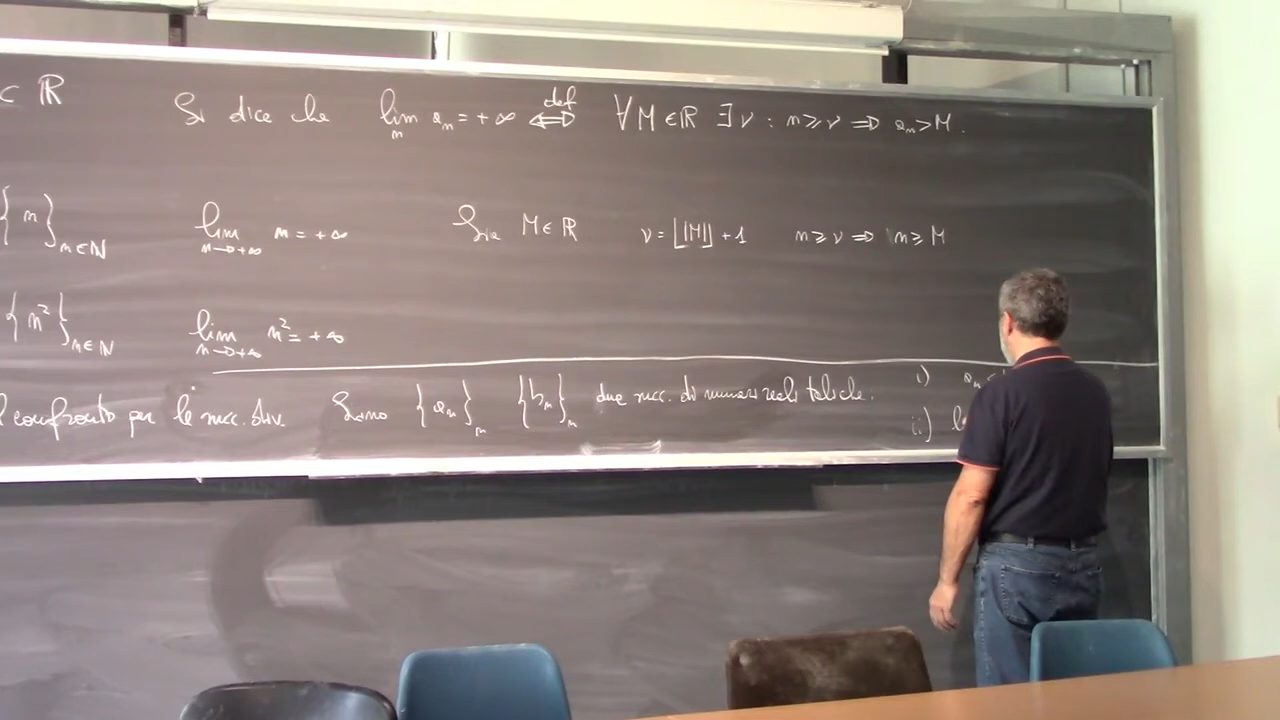 ⊂ ℝ Si dice che lim_n a_n = +∞ ⇔^def ∀M∈ℝ ∃ν : n≥ν ⇒ a_n>M.
{n}_{n∈ℕ} lim_{n→+∞} n = +∞ Sia M∈ℝ ν = ⌊|M|⌋+1 n≥ν ⇒ n≥M
{n²}_{n∈ℕ} lim_{n→+∞} n² = +∞
i) a_n
confronto per le succ. div. Siano {a_n}_n {b_n}_n due succ. di numeri reali tali che.
ii)